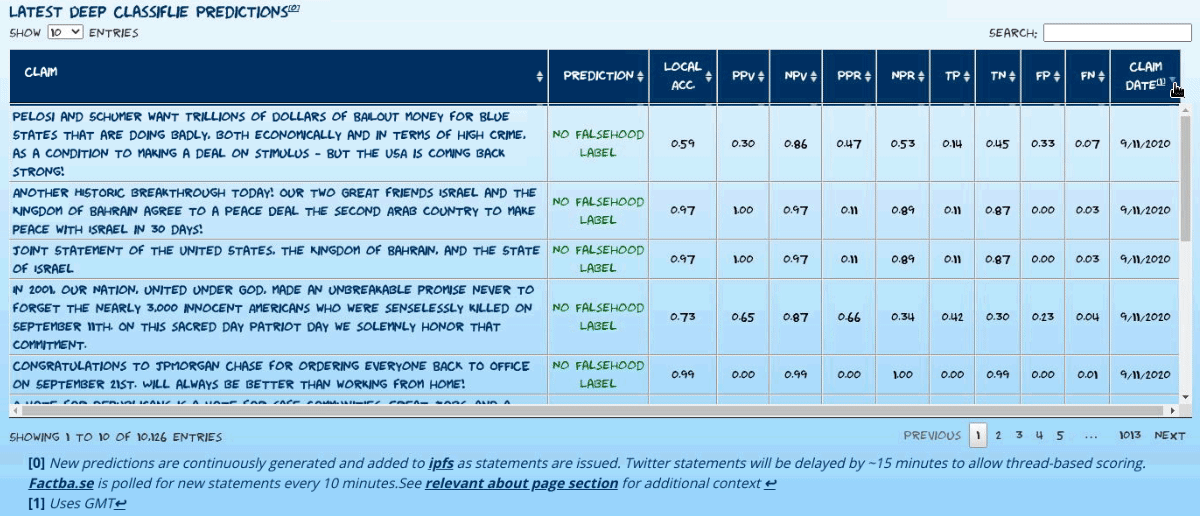 LATEST DEEP CLASSIFLIE PREDICTIONS[0]
SHOW 10 ENTRIES SEARCH:
CLAIM PREDICTION LOCAL ACC. PPV NPV PPR NPR TP TN FP FN CLAIM DATE[1]
PELOSI AND SCHUMER WANT TRILLIONS OF DOLLARS OF BAILOUT MONEY FOR BLUE
STATES THAT ARE DOING BADLY, BOTH ECONOMICALLY AND IN TERMS OF HIGH CRIME,
AS A CONDITION TO MAKING A DEAL ON STIMULUS - BUT THE USA IS COMING BACK
STRONG!
NO FALSEHOOD
LABEL
0.59 0.30 0.86 0.47 0.53 0.14 0.45 0.33 0.07 9/11/2020
ANOTHER HISTORIC BREAKTHROUGH TODAY! OUR TWO GREAT FRIENDS ISRAEL AND THE
KINGDOM OF BAHRAIN AGREE TO A PEACE DEAL THE SECOND ARAB COUNTRY TO MAKE
PEACE WITH ISRAEL IN 30 DAYS!
NO FALSEHOOD
LABEL
0.97 1.00 0.97 0.11 0.89 0.11 0.87 0.00 0.03 9/11/2020
JOINT STATEMENT OF THE UNITED STATES, THE KINGDOM OF BAHRAIN, AND THE STATE
OF ISRAEL
NO FALSEHOOD
LABEL
0.97 1.00 0.97 0.11 0.89 0.11 0.87 0.00 0.03 9/11/2020
IN 2001, OUR NATION, UNITED UNDER GOD, MADE AN UNBREAKABLE PROMISE NEVER TO
FORGET THE NEARLY 3,000 INNOCENT AMERICANS WHO WERE SENSELESSLY KILLED ON
SEPTEMBER 11TH. ON THIS SACRED DAY PATRIOT DAY WE SOLEMNLY HONOR THAT
COMMITMENT.
NO FALSEHOOD
LABEL
0.73 0.65 0.87 0.66 0.34 0.42 0.30 0.23 0.04 9/11/2020
CONGRATULATIONS TO JPMORGAN CHASE FOR ORDERING EVERYONE BACK TO OFFICE
ON SEPTEMBER 21ST. WILL ALWAYS BE BETTER THAN WORKING FROM HOME!
NO FALSEHOOD
LABEL
0.99 0.00 0.99 0.00 1.00 0.00 0.99 0.00 0.01 9/11/2020
SHOWING 1 TO 10 OF 10,126 ENTRIES PREVIOUS 1 2 3 4 5 ... 1013 NEXT
[0] New predictions are continuously generated and added to ipfs as statements are issued. Twitter statements will be delayed by ~15 minutes to allow thread-based scoring.
Factba.se is polled for new statements every 10 minutes.See relevant about page section for additional context ↩
[1] Uses GMT↩